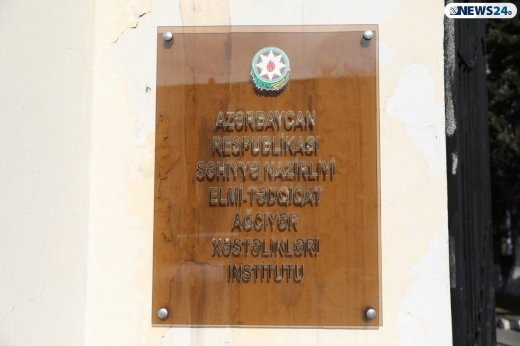 NEWS24
AZƏRBAYCAN
RESPUBLİKASI
SƏHİYYƏ NAZİRLİYİ
ELMİ-TƏDQİQAT
AĞCİYƏR
XƏSTƏLİKLƏRİ
İNSTİTUTU